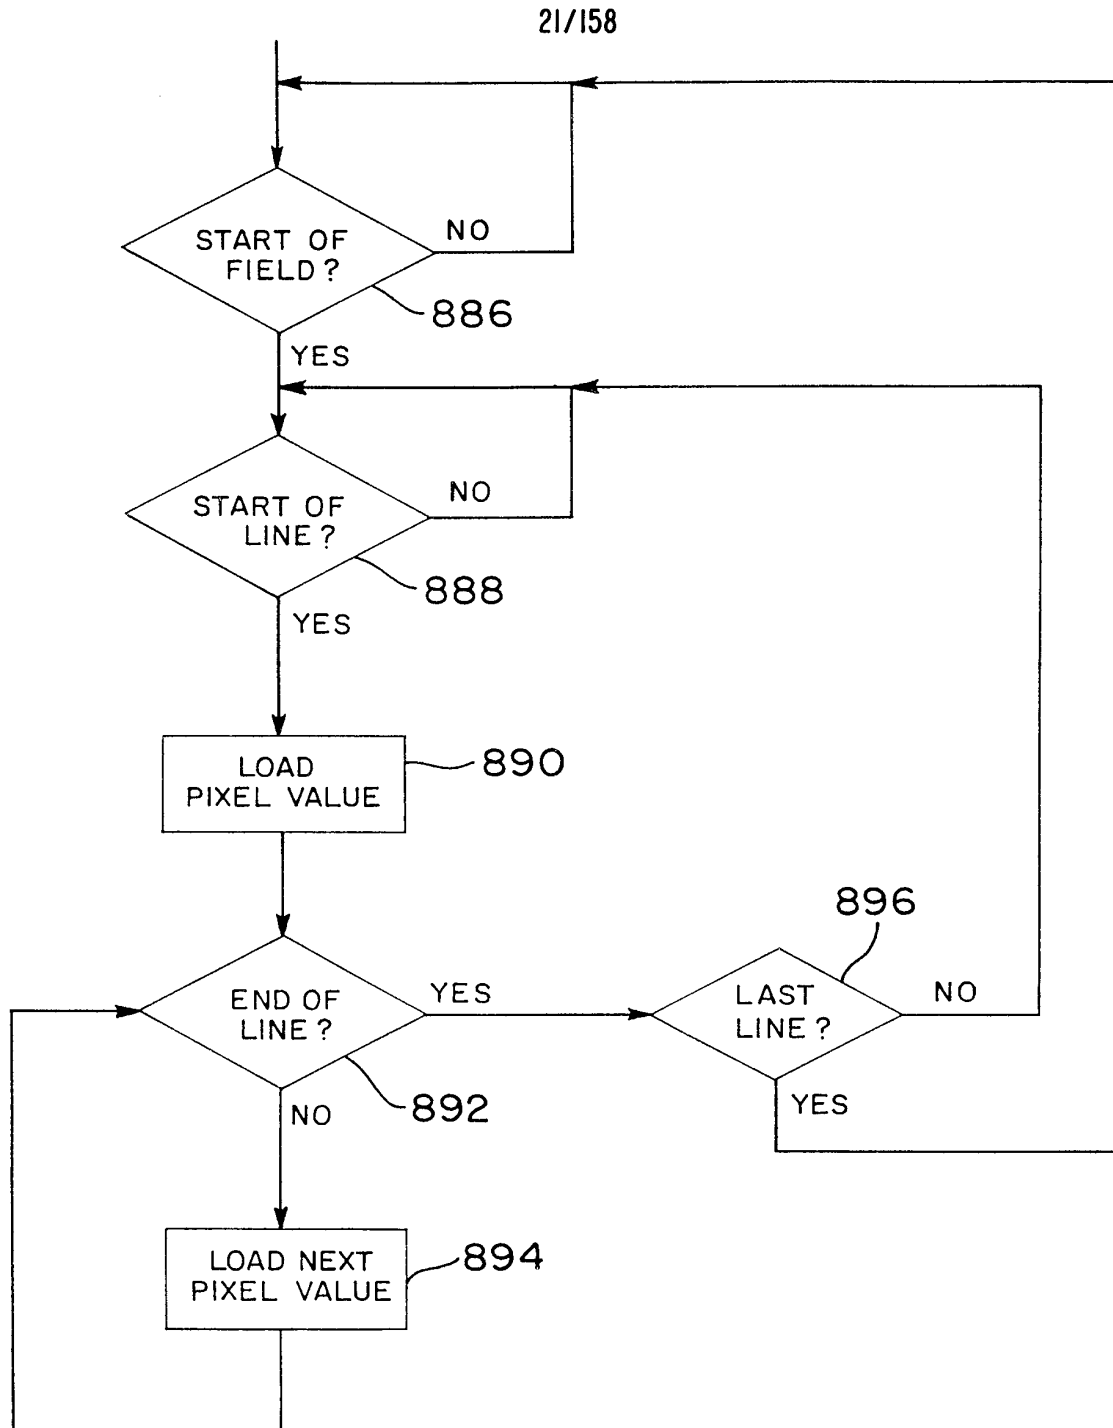 21/158
NO
START OF
FIELD?
886
YES
NO
START OF
LINE?
888
YES
LOAD
PIXEL VALUE
890
896
END OF
LINE?
YES
LAST
LINE?
NO
892
NO
YES
LOAD NEXT
PIXEL VALUE
894